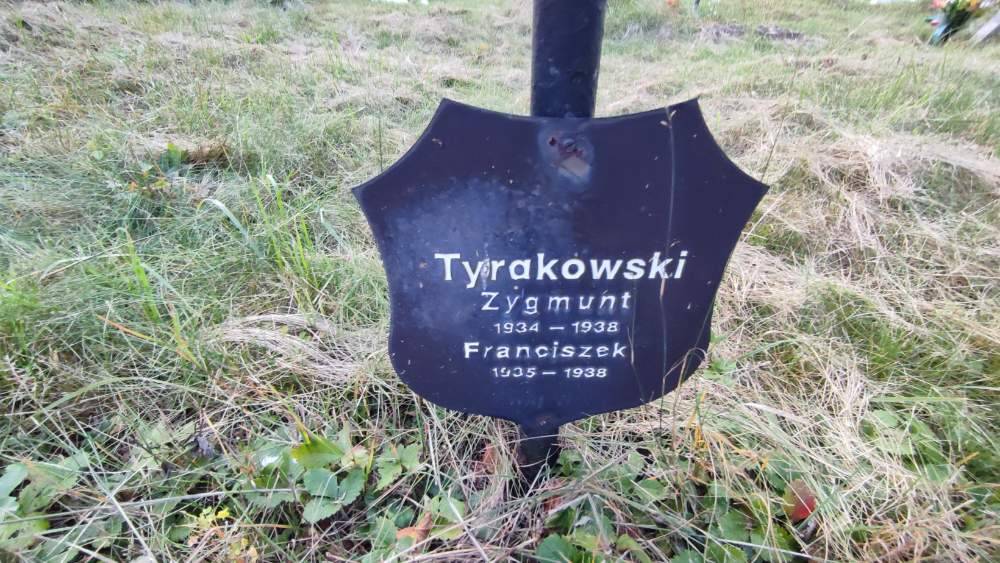 Tyrakowski
Zygmunt
1934 – 1938
Franciszek
1935 – 1938